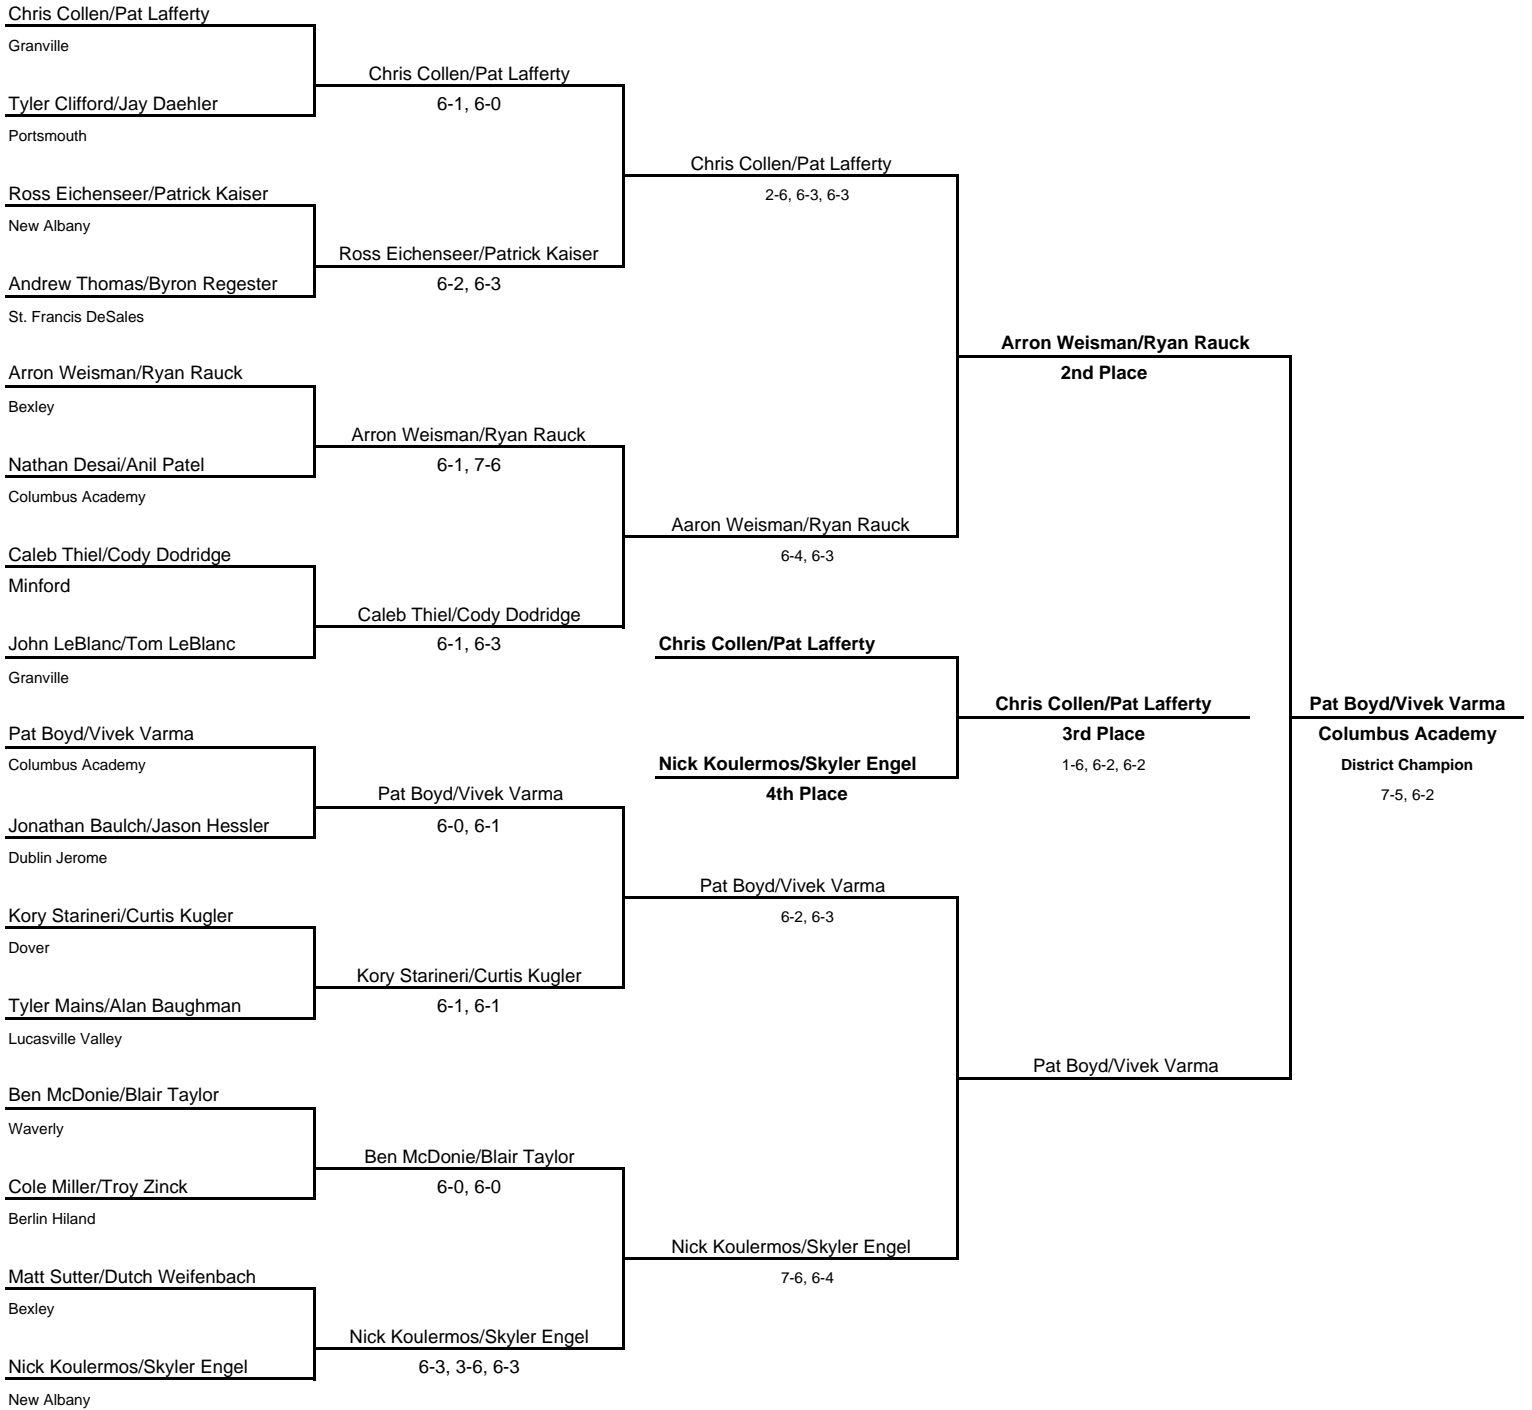 Chris Collen/Pat Lafferty
Granville
Chris Collen/Pat Lafferty
Tyler Clifford/Jay Daehler
6-1, 6-0
Portsmouth
Chris Collen/Pat Lafferty
Ross Eichenseer/Patrick Kaiser
2-6, 6-3, 6-3
New Albany
Ross Eichenseer/Patrick Kaiser
Andrew Thomas/Byron Regester
6-2, 6-3
St. Francis DeSales
Arron Weisman/Ryan Rauck
Arron Weisman/Ryan Rauck
2nd Place
Bexley
Arron Weisman/Ryan Rauck
Nathan Desai/Anil Patel
6-1, 7-6
Columbus Academy
Aaron Weisman/Ryan Rauck
Caleb Thiel/Cody Dodridge
6-4, 6-3
Minford
Caleb Thiel/Cody Dodridge
John LeBlanc/Tom LeBlanc
6-1, 6-3
Chris Collen/Pat Lafferty
Granville
Chris Collen/Pat Lafferty
Pat Boyd/Vivek Varma
Pat Boyd/Vivek Varma
3rd Place
Columbus Academy
Columbus Academy
Nick Koulermos/Skyler Engel
1-6, 6-2, 6-2
District Champion
Pat Boyd/Vivek Varma
4th Place
7-5, 6-2
Jonathan Baulch/Jason Hessler
6-0, 6-1
Dublin Jerome
Pat Boyd/Vivek Varma
Kory Starineri/Curtis Kugler
6-2, 6-3
Dover
Kory Starineri/Curtis Kugler
Tyler Mains/Alan Baughman
6-1, 6-1
Lucasville Valley
Pat Boyd/Vivek Varma
Ben McDonie/Blair Taylor
Waverly
Ben McDonie/Blair Taylor
Cole Miller/Troy Zinck
6-0, 6-0
Berlin Hiland
Nick Koulermos/Skyler Engel
Matt Sutter/Dutch Weifenbach
7-6, 6-4
Bexley
Nick Koulermos/Skyler Engel
Nick Koulermos/Skyler Engel
6-3, 3-6, 6-3
New Albany